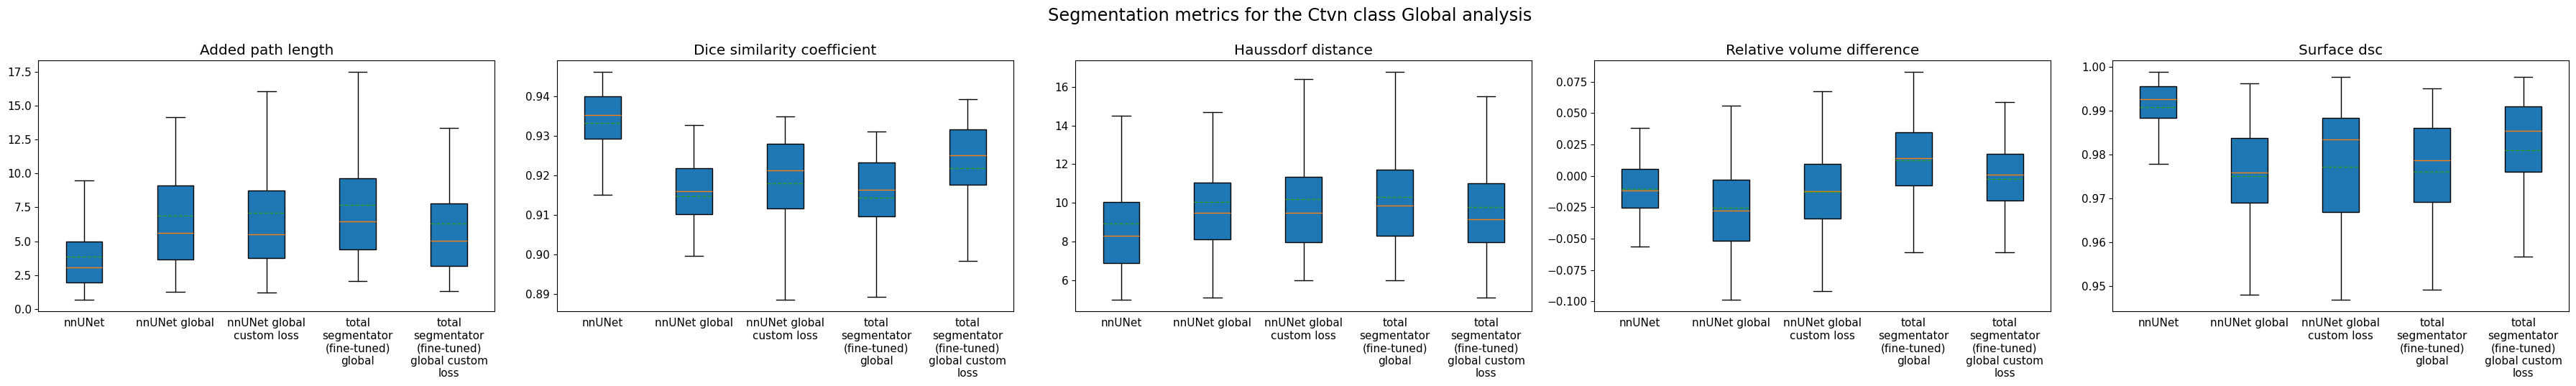 Segmentation metrics for the Ctvn class Global analysis
Added path length
17.5
15.0
12.5
10.0
7.5
5.0
2.5
0.0
nnUNet
nnUNet global
nnUNet global
custom loss
total
segmentator
(fine-tuned)
global
total
segmentator
(fine-tuned)
global custom
loss
Dice similarity coefficient
0.94
0.93
0.92
0.91
0.90
0.89
nnUNet
nnUNet global
nnUNet global
custom loss
total
segmentator
(fine-tuned)
global
total
segmentator
(fine-tuned)
global custom
loss
Haussdorf distance
16
14
12
10
8
6
nnUNet
nnUNet global
nnUNet global
custom loss
total
segmentator
(fine-tuned)
global
total
segmentator
(fine-tuned)
global custom
loss
Relative volume difference
0.075
0.050
0.025
0.000
−0.025
−0.050
−0.075
−0.100
nnUNet
nnUNet global
nnUNet global
custom loss
total
segmentator
(fine-tuned)
global
total
segmentator
(fine-tuned)
global custom
loss
Surface dsc
1.00
0.99
0.98
0.97
0.96
0.95
nnUNet
nnUNet global
nnUNet global
custom loss
total
segmentator
(fine-tuned)
global
total
segmentator
(fine-tuned)
global custom
loss